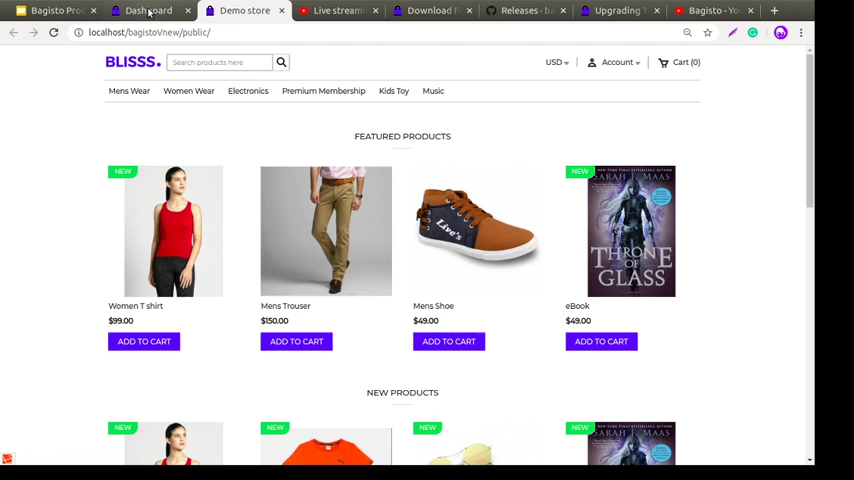 Bagisto Pro
Dashboard
Demo store
Live streami
Download F
Releases · ba
Upgrading T
Bagisto - Yo
localhost/bagistoVnew/public/
BLISSS.
Search products here
USD
Account
Cart (0)
Mens Wear
Women Wear
Electronics
Premium Membership
Kids Toy
Music
FEATURED PRODUCTS
NEW
NEW
Live's
SARAH J. MAAS
THRONE
OF
GLASS
Women T shirt
Mens Trouser
Mens Shoe
eBook
$99.00
$150.00
$49.00
$49.00
ADD TO CART
ADD TO CART
ADD TO CART
ADD TO CART
NEW PRODUCTS
NEW
NEW
NEW
NEW
SARAH J. MAAS